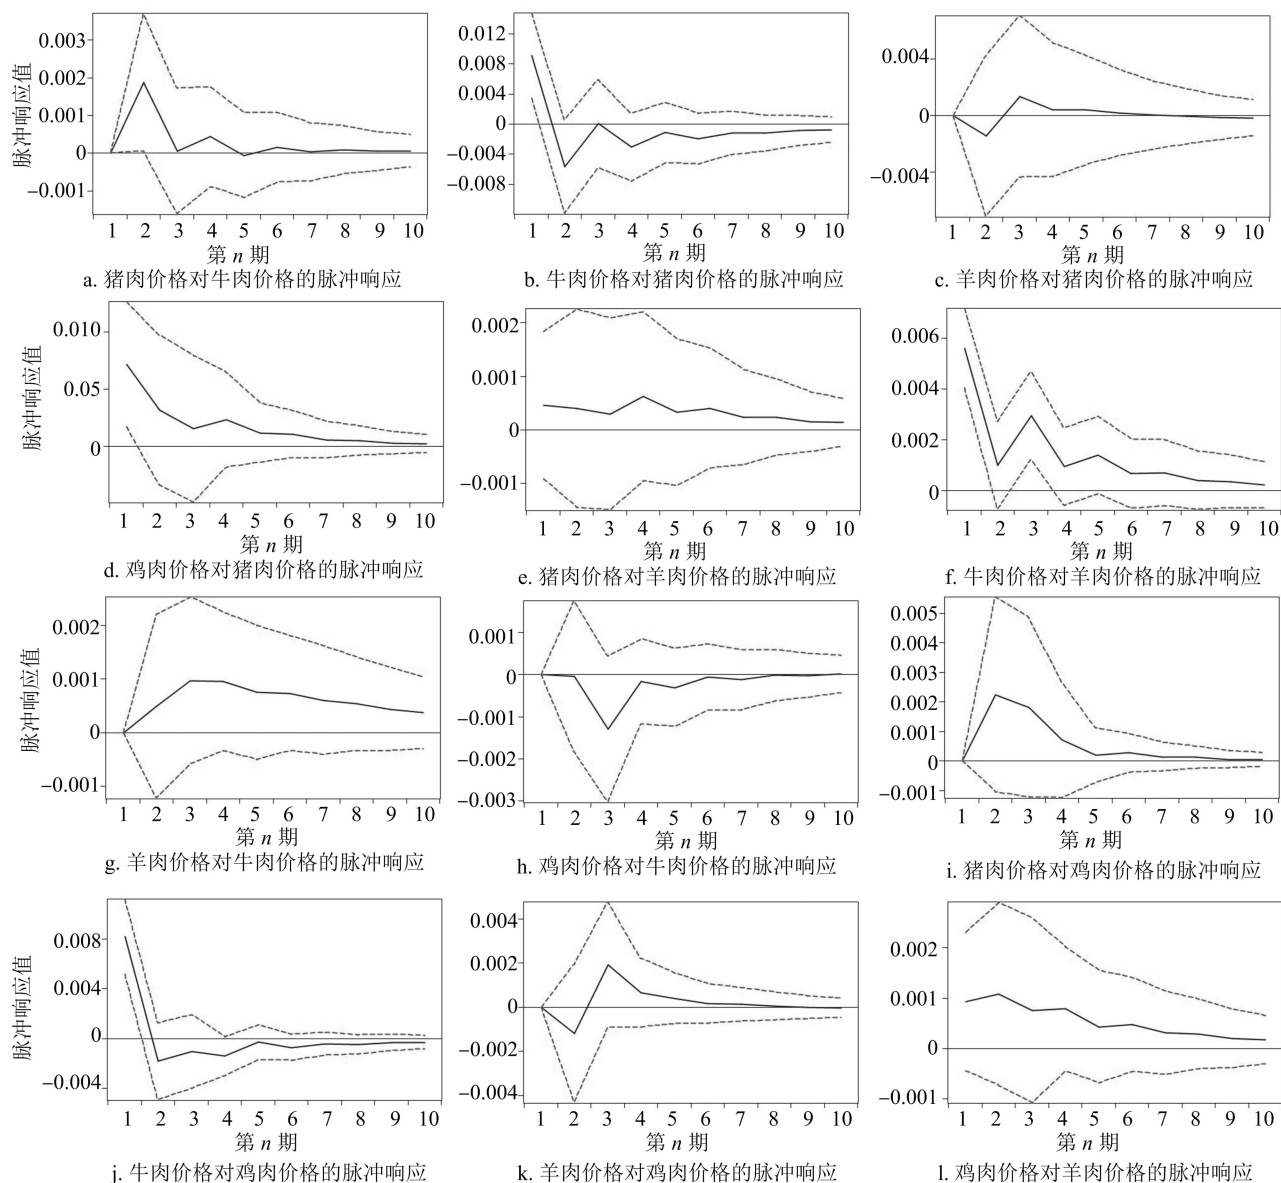 脉冲响应值
0.003
0.002
0.001
0
−0.001
1 2 3 4 5 6 7 8 9 10
第 n 期
a. 猪肉价格对牛肉价格的脉冲响应
0.012
0.008
0.004
0
−0.004
−0.008
1 2 3 4 5 6 7 8 9 10
第 n 期
b. 牛肉价格对猪肉价格的脉冲响应
0.004
0
−0.004
1 2 3 4 5 6 7 8 9 10
第 n 期
c. 羊肉价格对猪肉价格的脉冲响应
脉冲响应值
0.010
0.05
0
1 2 3 4 5 6 7 8 9 10
第 n 期
d. 鸡肉价格对猪肉价格的脉冲响应
0.002
0.001
0
−0.001
1 2 3 4 5 6 7 8 9 10
第 n 期
e. 猪肉价格对羊肉价格的脉冲响应
0.006
0.004
0.002
0
1 2 3 4 5 6 7 8 9 10
第 n 期
f. 牛肉价格对羊肉价格的脉冲响应
脉冲响应值
0.002
0.001
0
−0.001
1 2 3 4 5 6 7 8 9 10
第 n 期
g. 羊肉价格对牛肉价格的脉冲响应
0.001
0
−0.001
−0.002
−0.003
1 2 3 4 5 6 7 8 9 10
第 n 期
h. 鸡肉价格对牛肉价格的脉冲响应
0.005
0.004
0.003
0.002
0.001
0
−0.001
1 2 3 4 5 6 7 8 9 10
第 n 期
i. 猪肉价格对鸡肉价格的脉冲响应
脉冲响应值
0.008
0.004
0
−0.004
1 2 3 4 5 6 7 8 9 10
第 n 期
j. 牛肉价格对鸡肉价格的脉冲响应
0.004
0.002
0
−0.002
−0.004
1 2 3 4 5 6 7 8 9 10
第 n 期
k. 羊肉价格对鸡肉价格的脉冲响应
0.002
0.001
0
−0.001
1 2 3 4 5 6 7 8 9 10
第 n 期
l. 鸡肉价格对羊肉价格的脉冲响应